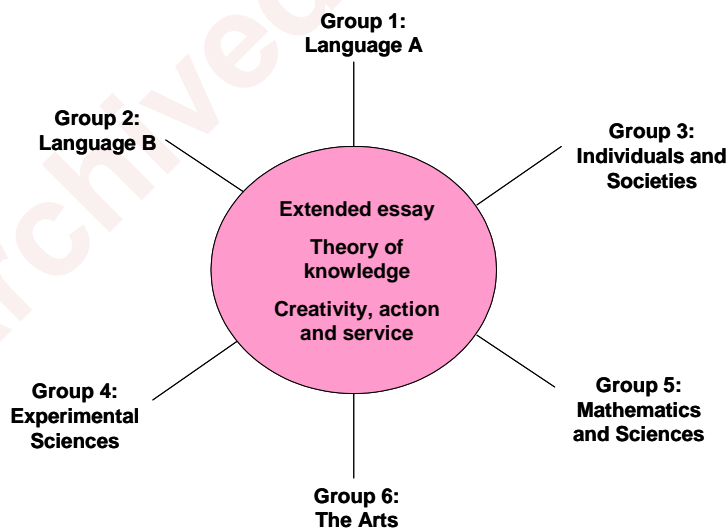 Group 1:
Language A
Group 2:
Language B
Group 3:
Individuals and
Societies
Extended essay
Theory of
knowledge
Creativity, action
and service
Group 4:
Experimental
Sciences
Group 5:
Mathematics
and Sciences
Group 6:
The Arts